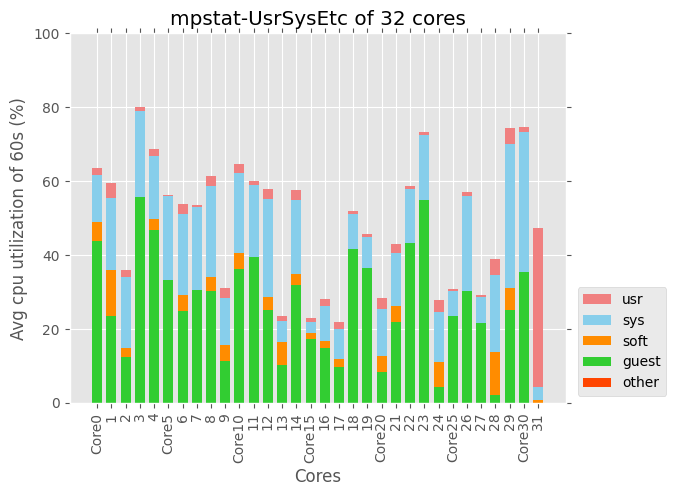 mpstat-UsrSysEtc of 32 cores
Avg cpu utilization of 60s (%)
100
80
60
40
20
0
Core0
1
2
3
4
Core5
6
7
8
9
Core10
11
12
13
14
Core15
16
17
18
19
Core20
21
22
23
24
Core25
26
27
28
29
Core30
31
Cores
usr
sys
soft
guest
other